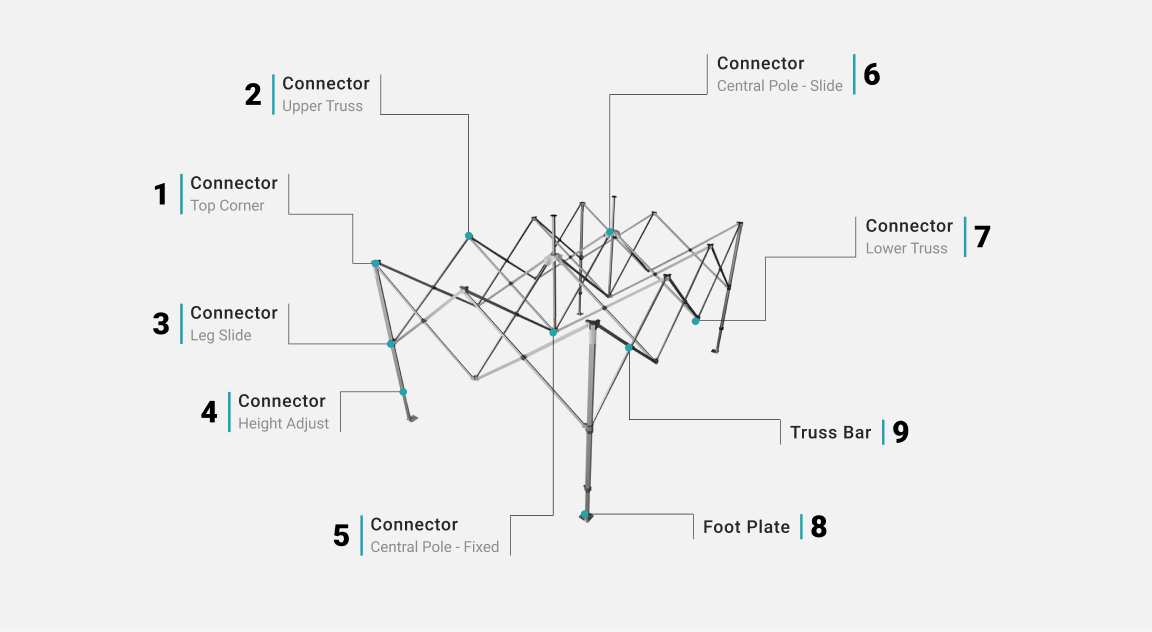 1
Connector
Top Corner
2
Connector
Upper Truss
3
Connector
Leg Slide
4
Connector
Height Adjust
5
Connector
Central Pole - Fixed
Connector
Central Pole - Slide
6
Connector
Lower Truss
7
Foot Plate
8
Truss Bar
9